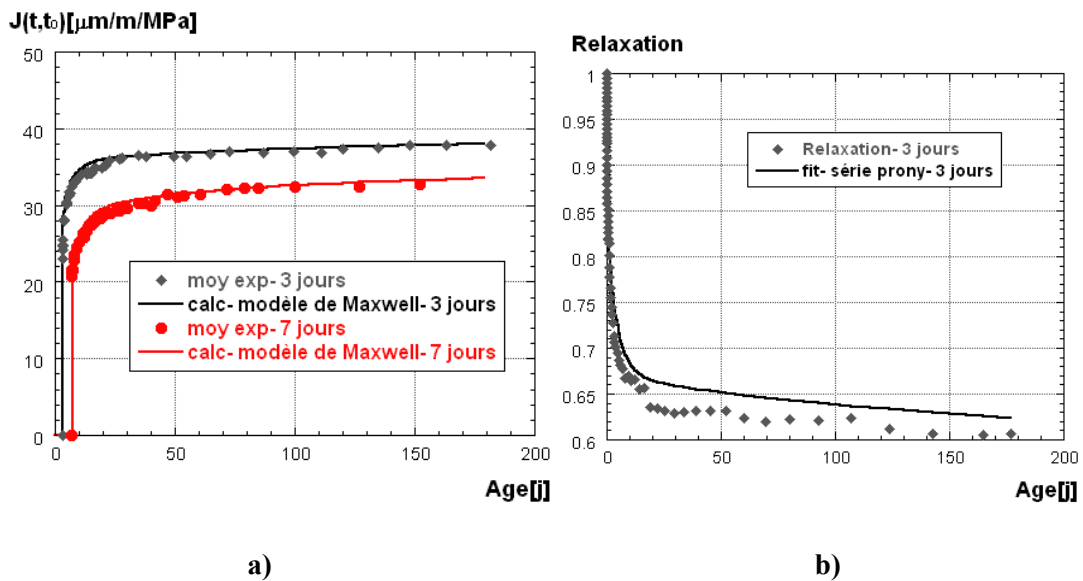 J(t,t₀)[μm/m/MPa]
50
40
30
20
30
0
0 50 100 150 200
Age[j]
moy exp- 3 jours
calc- modèle de Maxwell- 3 jours
moy exp- 7 jours
calc- modèle de Maxwell- 7 jours
a)
Relaxation
1
0.95
0.9
0.85
0.8
0.75
0.7
0.65
0.6
0 50 100 150 200
Age[j]
Relaxation- 3 jours
fit- série prony- 3 jours
b)